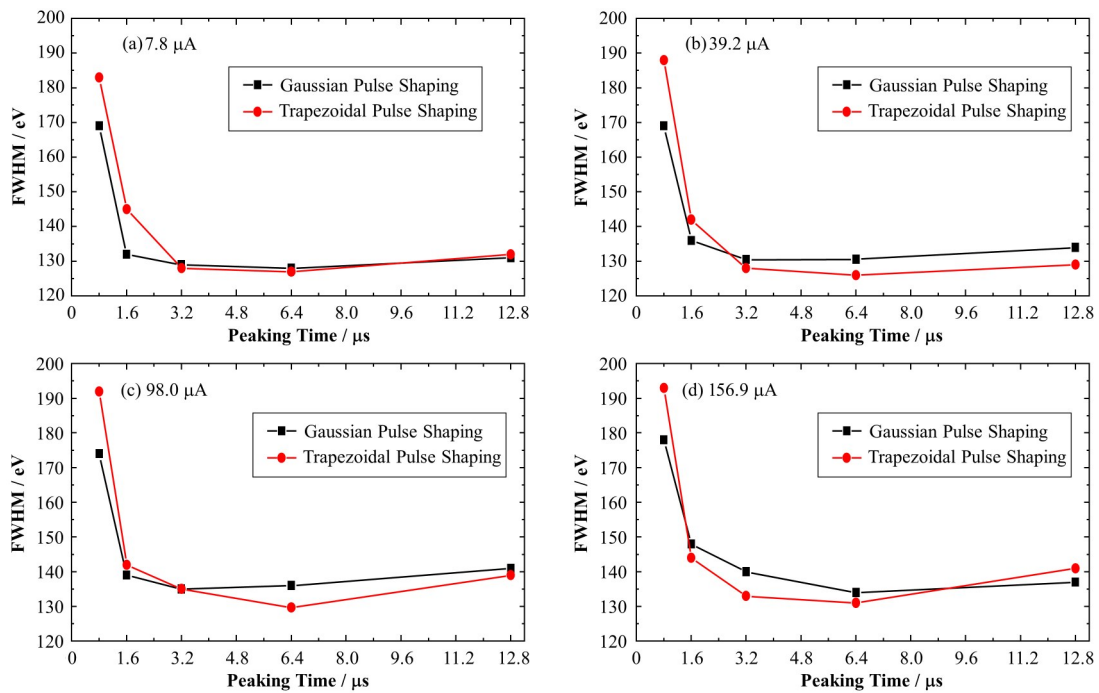 (a) 7.8 μA
Gaussian Pulse Shaping
Trapezoidal Pulse Shaping
FWHM / eV
200
190
180
170
160
150
140
130
120
0 1.6 3.2 4.8 6.4 8.0 9.6 11.2 12.8
Peaking Time / μs
(b) 39.2 μA
Gaussian Pulse Shaping
Trapezoidal Pulse Shaping
FWHM / eV
200
190
180
170
160
150
140
130
120
0 1.6 3.2 4.8 6.4 8.0 9.6 11.2 12.8
Peaking Time / μs
(c) 98.0 μA
Gaussian Pulse Shaping
Trapezoidal Pulse Shaping
FWHM / eV
200
190
180
170
160
150
140
130
120
0 1.6 3.2 4.8 6.4 8.0 9.6 11.2 12.8
Peaking Time / μs
(d) 156.9 μA
Gaussian Pulse Shaping
Trapezoidal Pulse Shaping
FWHM / eV
200
190
180
170
160
150
140
130
120
0 1.6 3.2 4.8 6.4 8.0 9.6 11.2 12.8
Peaking Time / μs